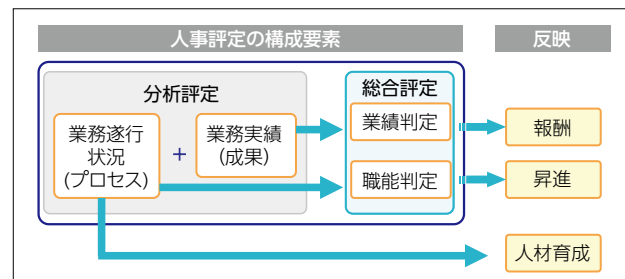 人事評定の構成要素
反映
分析評定
総合評定
業務遂行
状況
(プロセス)
+
業務実績
(成果)
業績判定
報酬
職能判定
昇進
人材育成